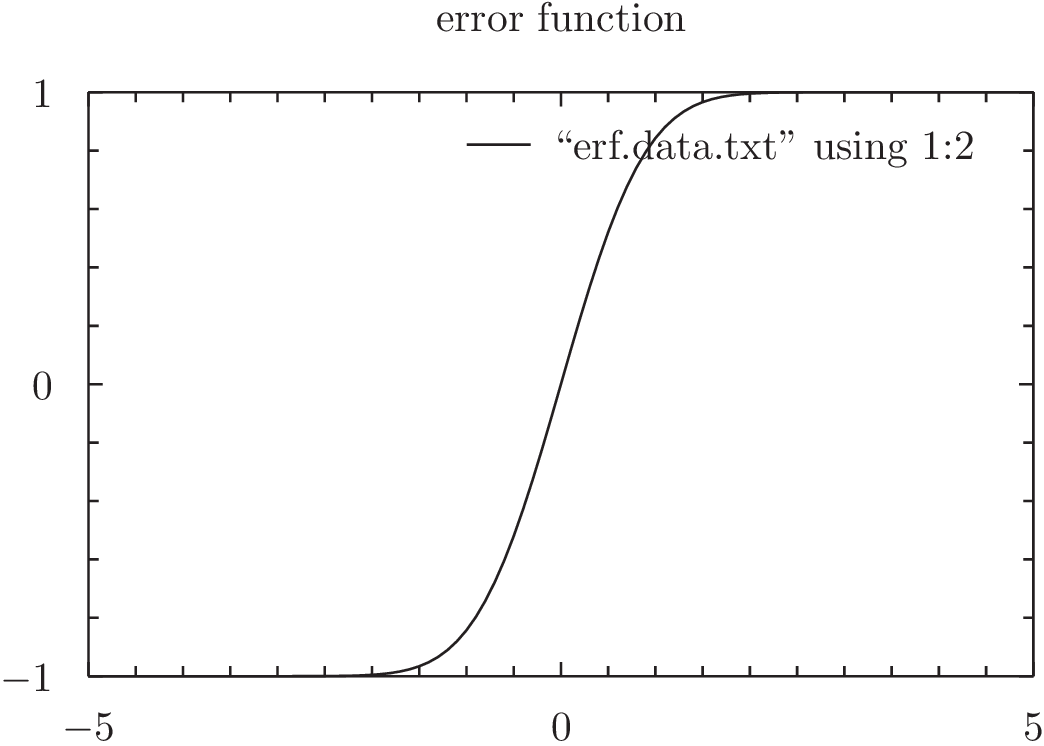 error function
1
“erf.data.txt” using 1:2
0
−1
−5 0 5